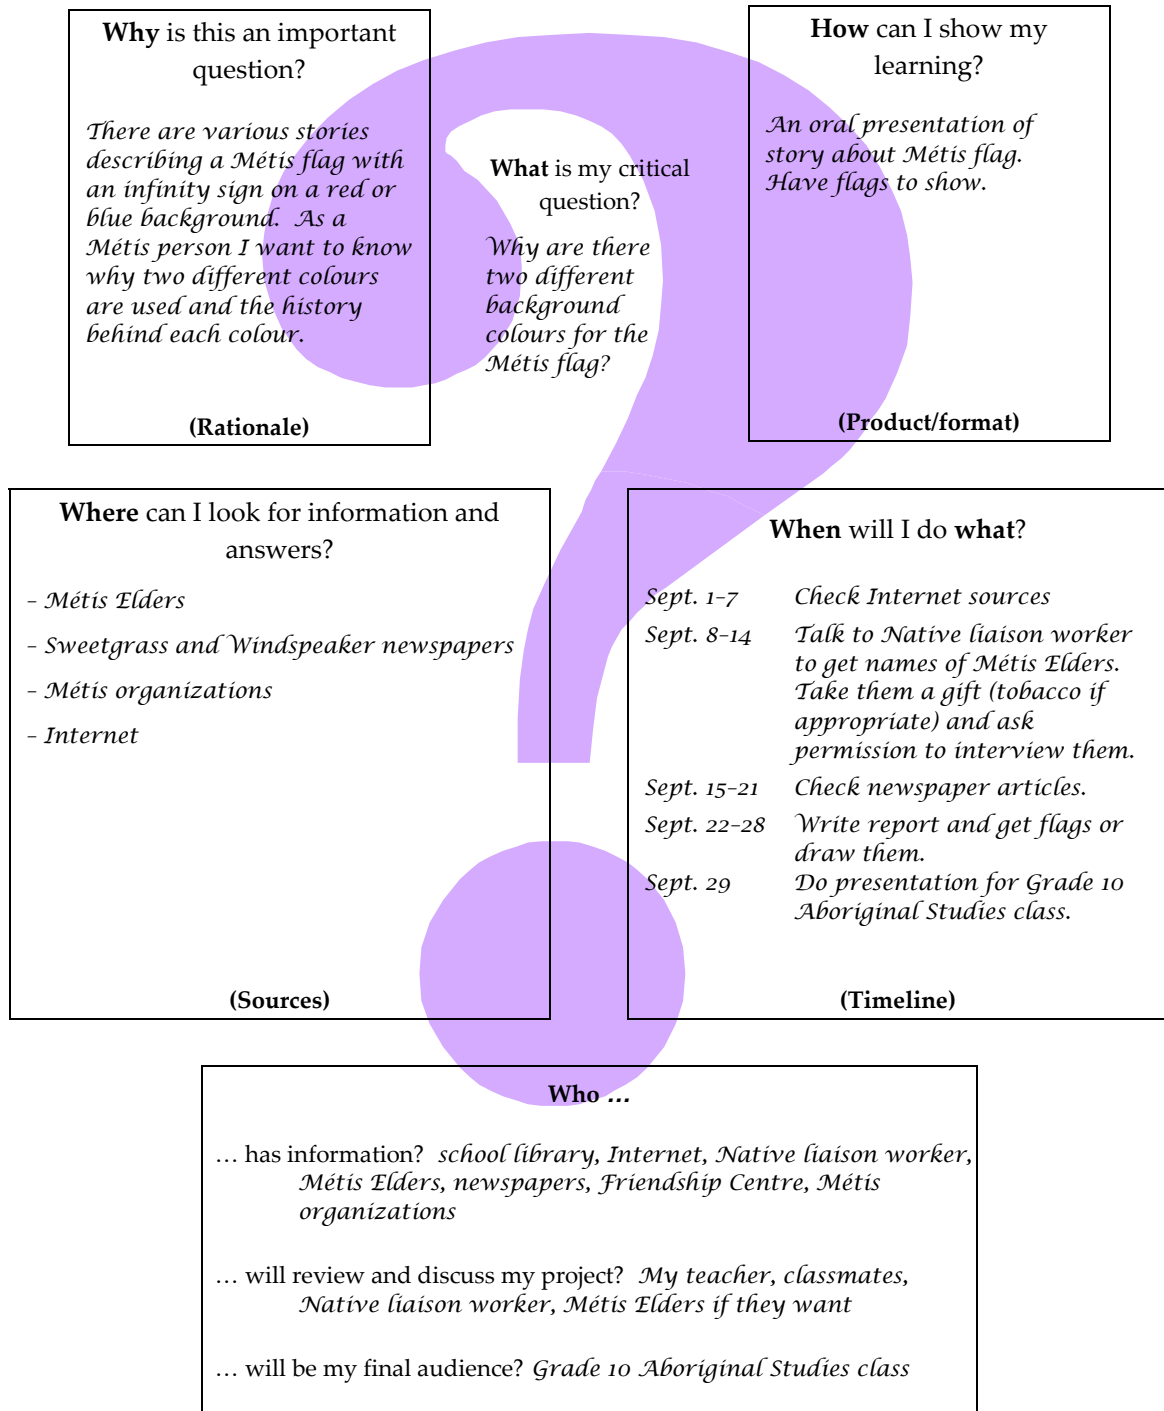 Why is this an important
question?
There are various stories
describing a Métis flag with
an infinity sign on a red or
blue background.  As a
Métis person I want to know
why two different colours
are used and the history
behind each colour.
(Rationale)
What is my critical
question?
Why are there
two different
background
colours for the
Métis flag?
How can I show my
learning?
An oral presentation of
story about Métis flag.
Have flags to show.
(Product/format)
Where can I look for information and
answers?
– Métis Elders
– Sweetgrass and Windspeaker newspapers
– Métis organizations
– Internet
(Sources)
When will I do what?
Sept. 1–7 Check Internet sources
Sept. 8–14 Talk to Native liaison worker
to get names of Métis Elders.
Take them a gift (tobacco if
appropriate) and ask
permission to interview them.
Sept. 15–21 Check newspaper articles.
Sept. 22–28 Write report and get flags or
draw them.
Sept. 29 Do presentation for Grade 10
Aboriginal Studies class.
(Timeline)
Who …
… has information?  school library, Internet, Native liaison worker,
Métis Elders, newspapers, Friendship Centre, Métis
organizations
… will review and discuss my project?  My teacher, classmates,
Native liaison worker, Métis Elders if they want
… will be my final audience? Grade 10 Aboriginal Studies class